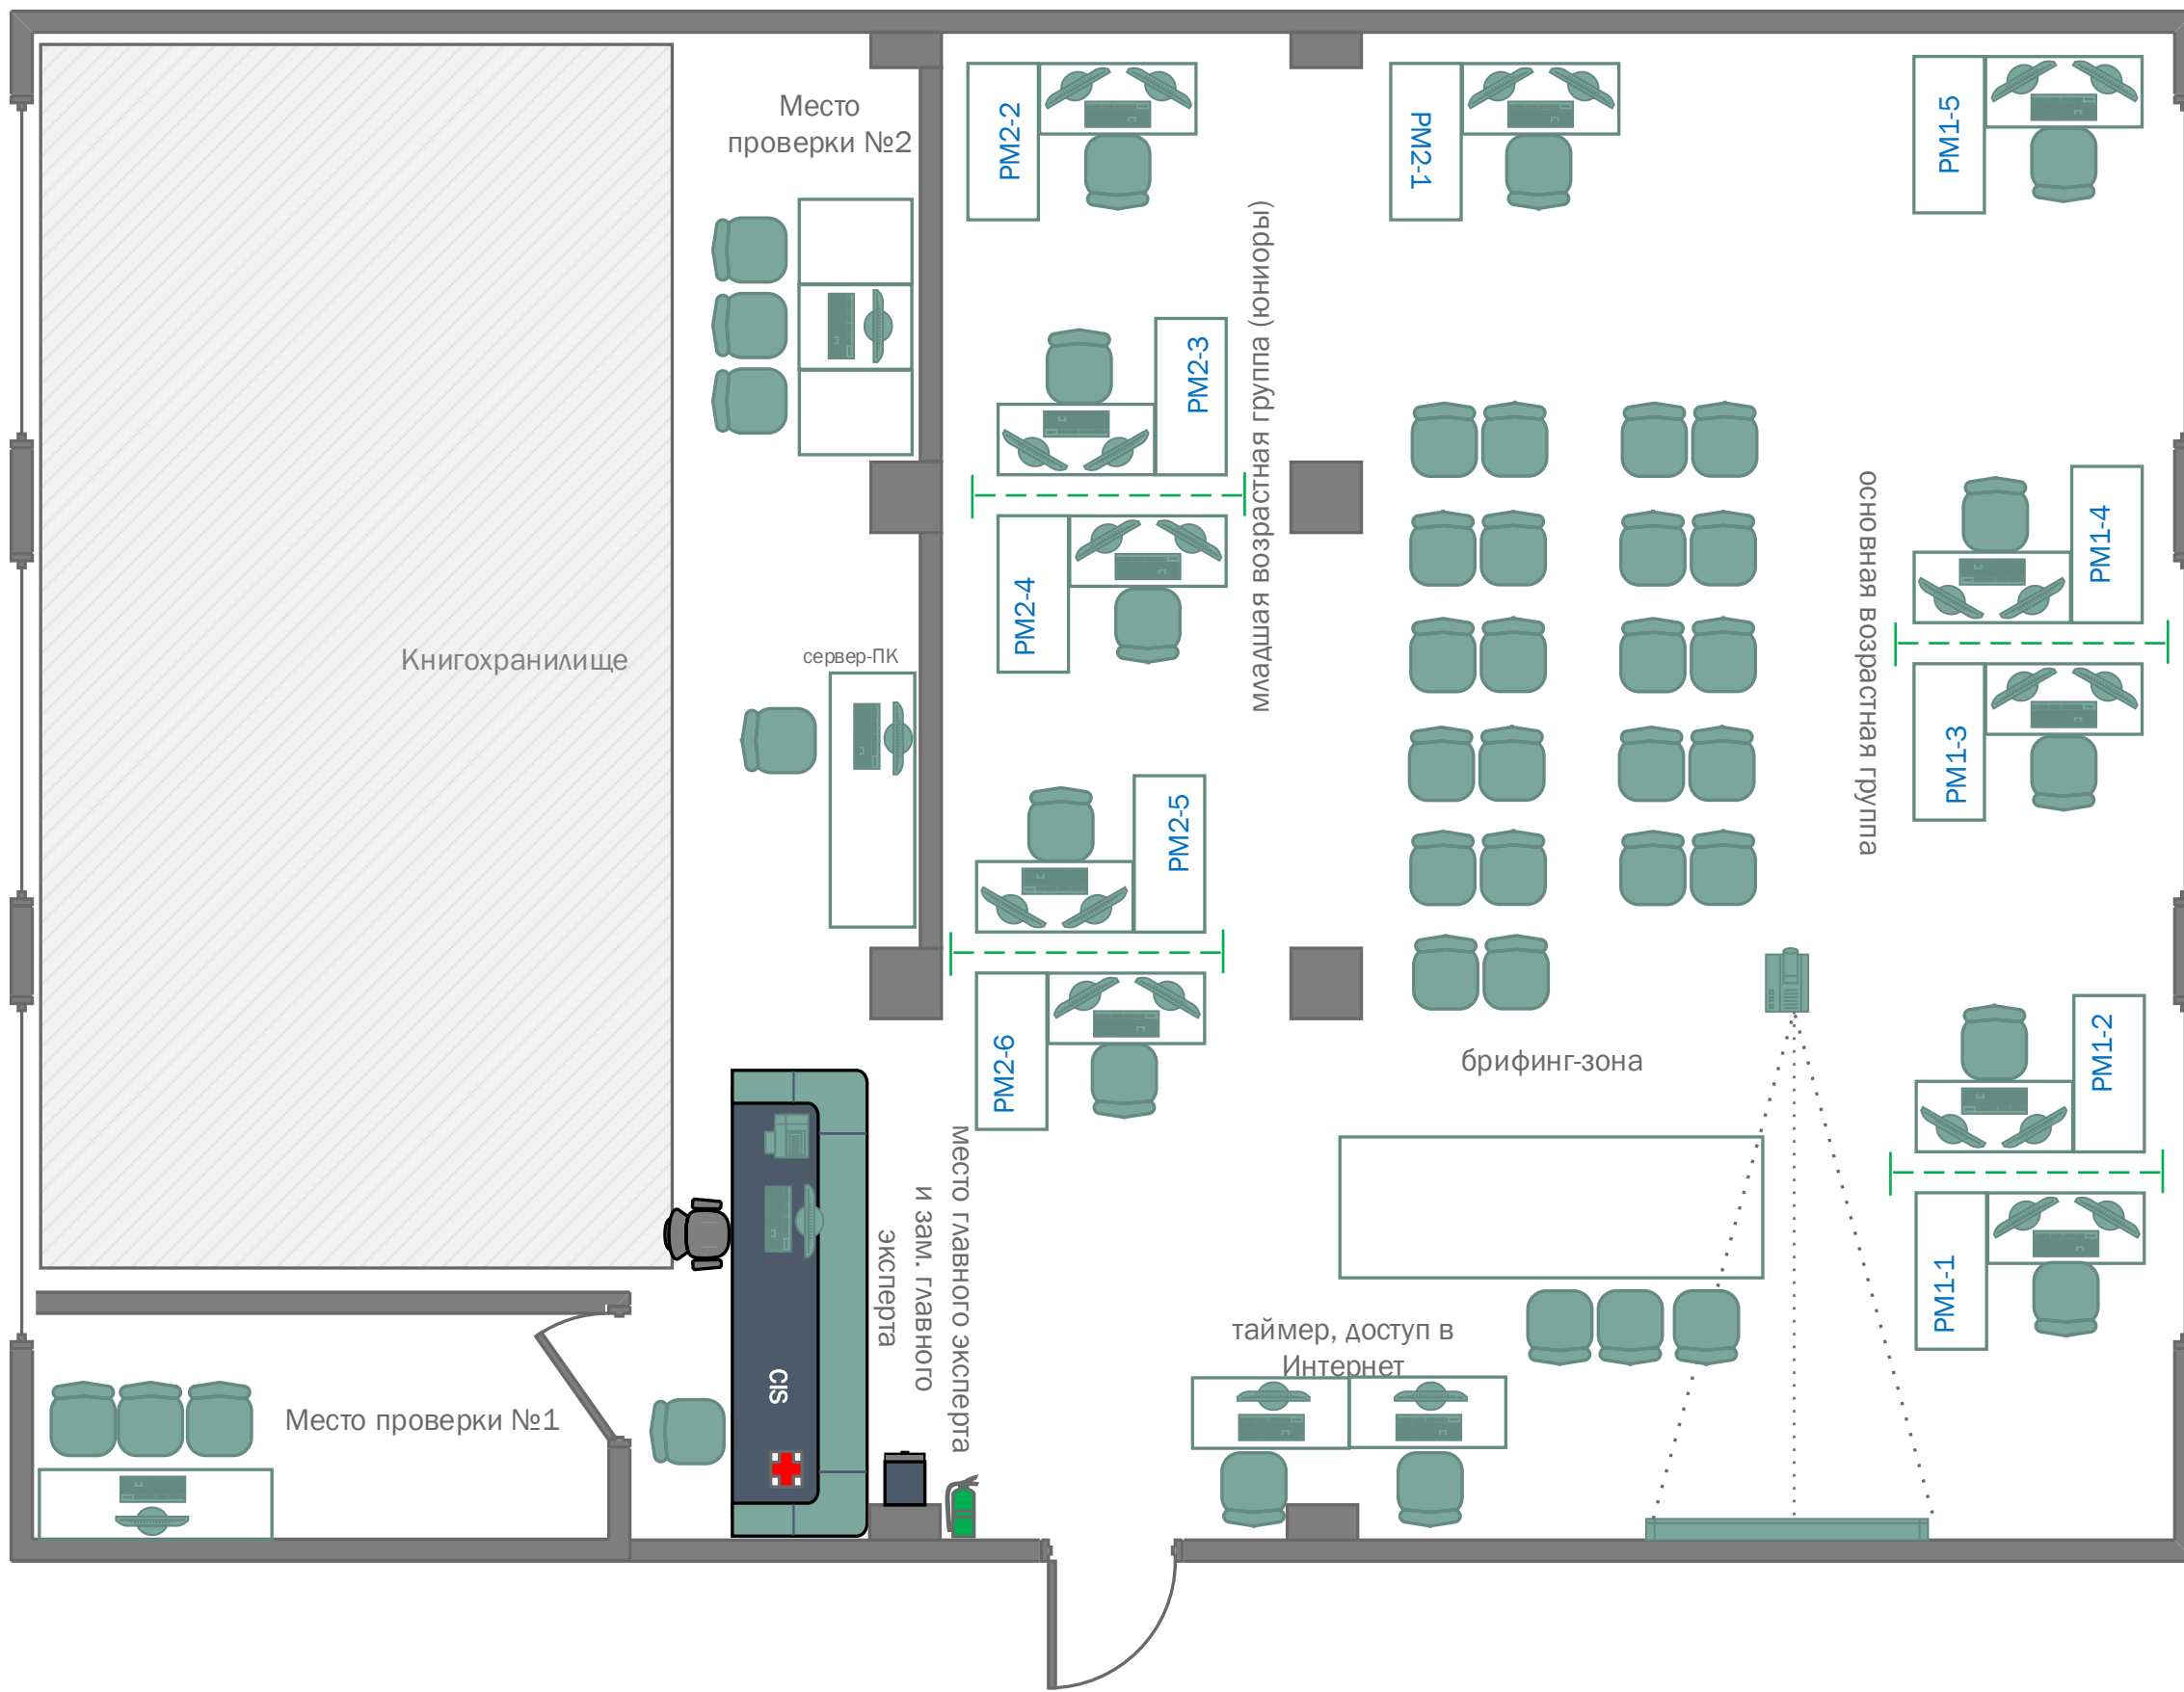 Место
проверки №2
РМ2-2
РМ2-1
РМ1-5
РМ2-3
младшая возрастная группа (юниоры)
РМ2-4
Книгохранилище
сервер-ПК
основная возрастная группа
РМ1-4
РМ1-3
РМ2-5
РМ2-6
брифинг-зона
РМ1-2
РМ1-1
место главного эксперта
и зам. главного
эксперта
CIS
таймер, доступ в
Интернет
Место проверки №1